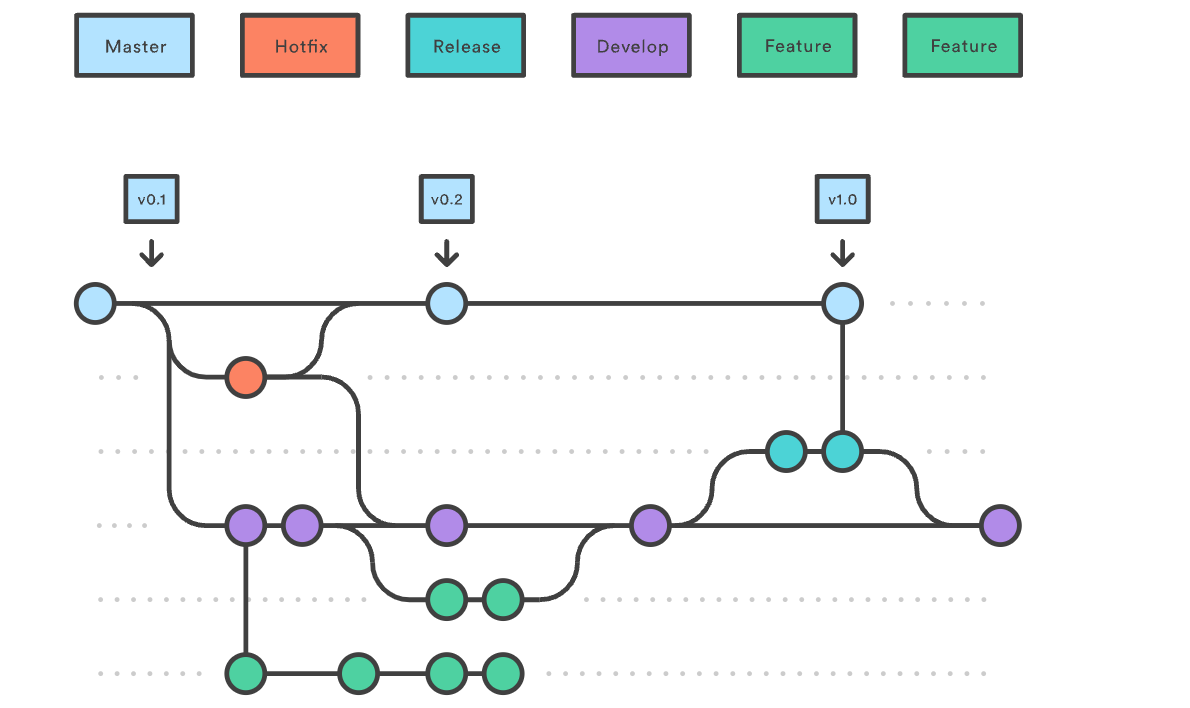 Master
Hotfix
Release
Develop
Feature
Feature
v0.1
v0.2
v1.0